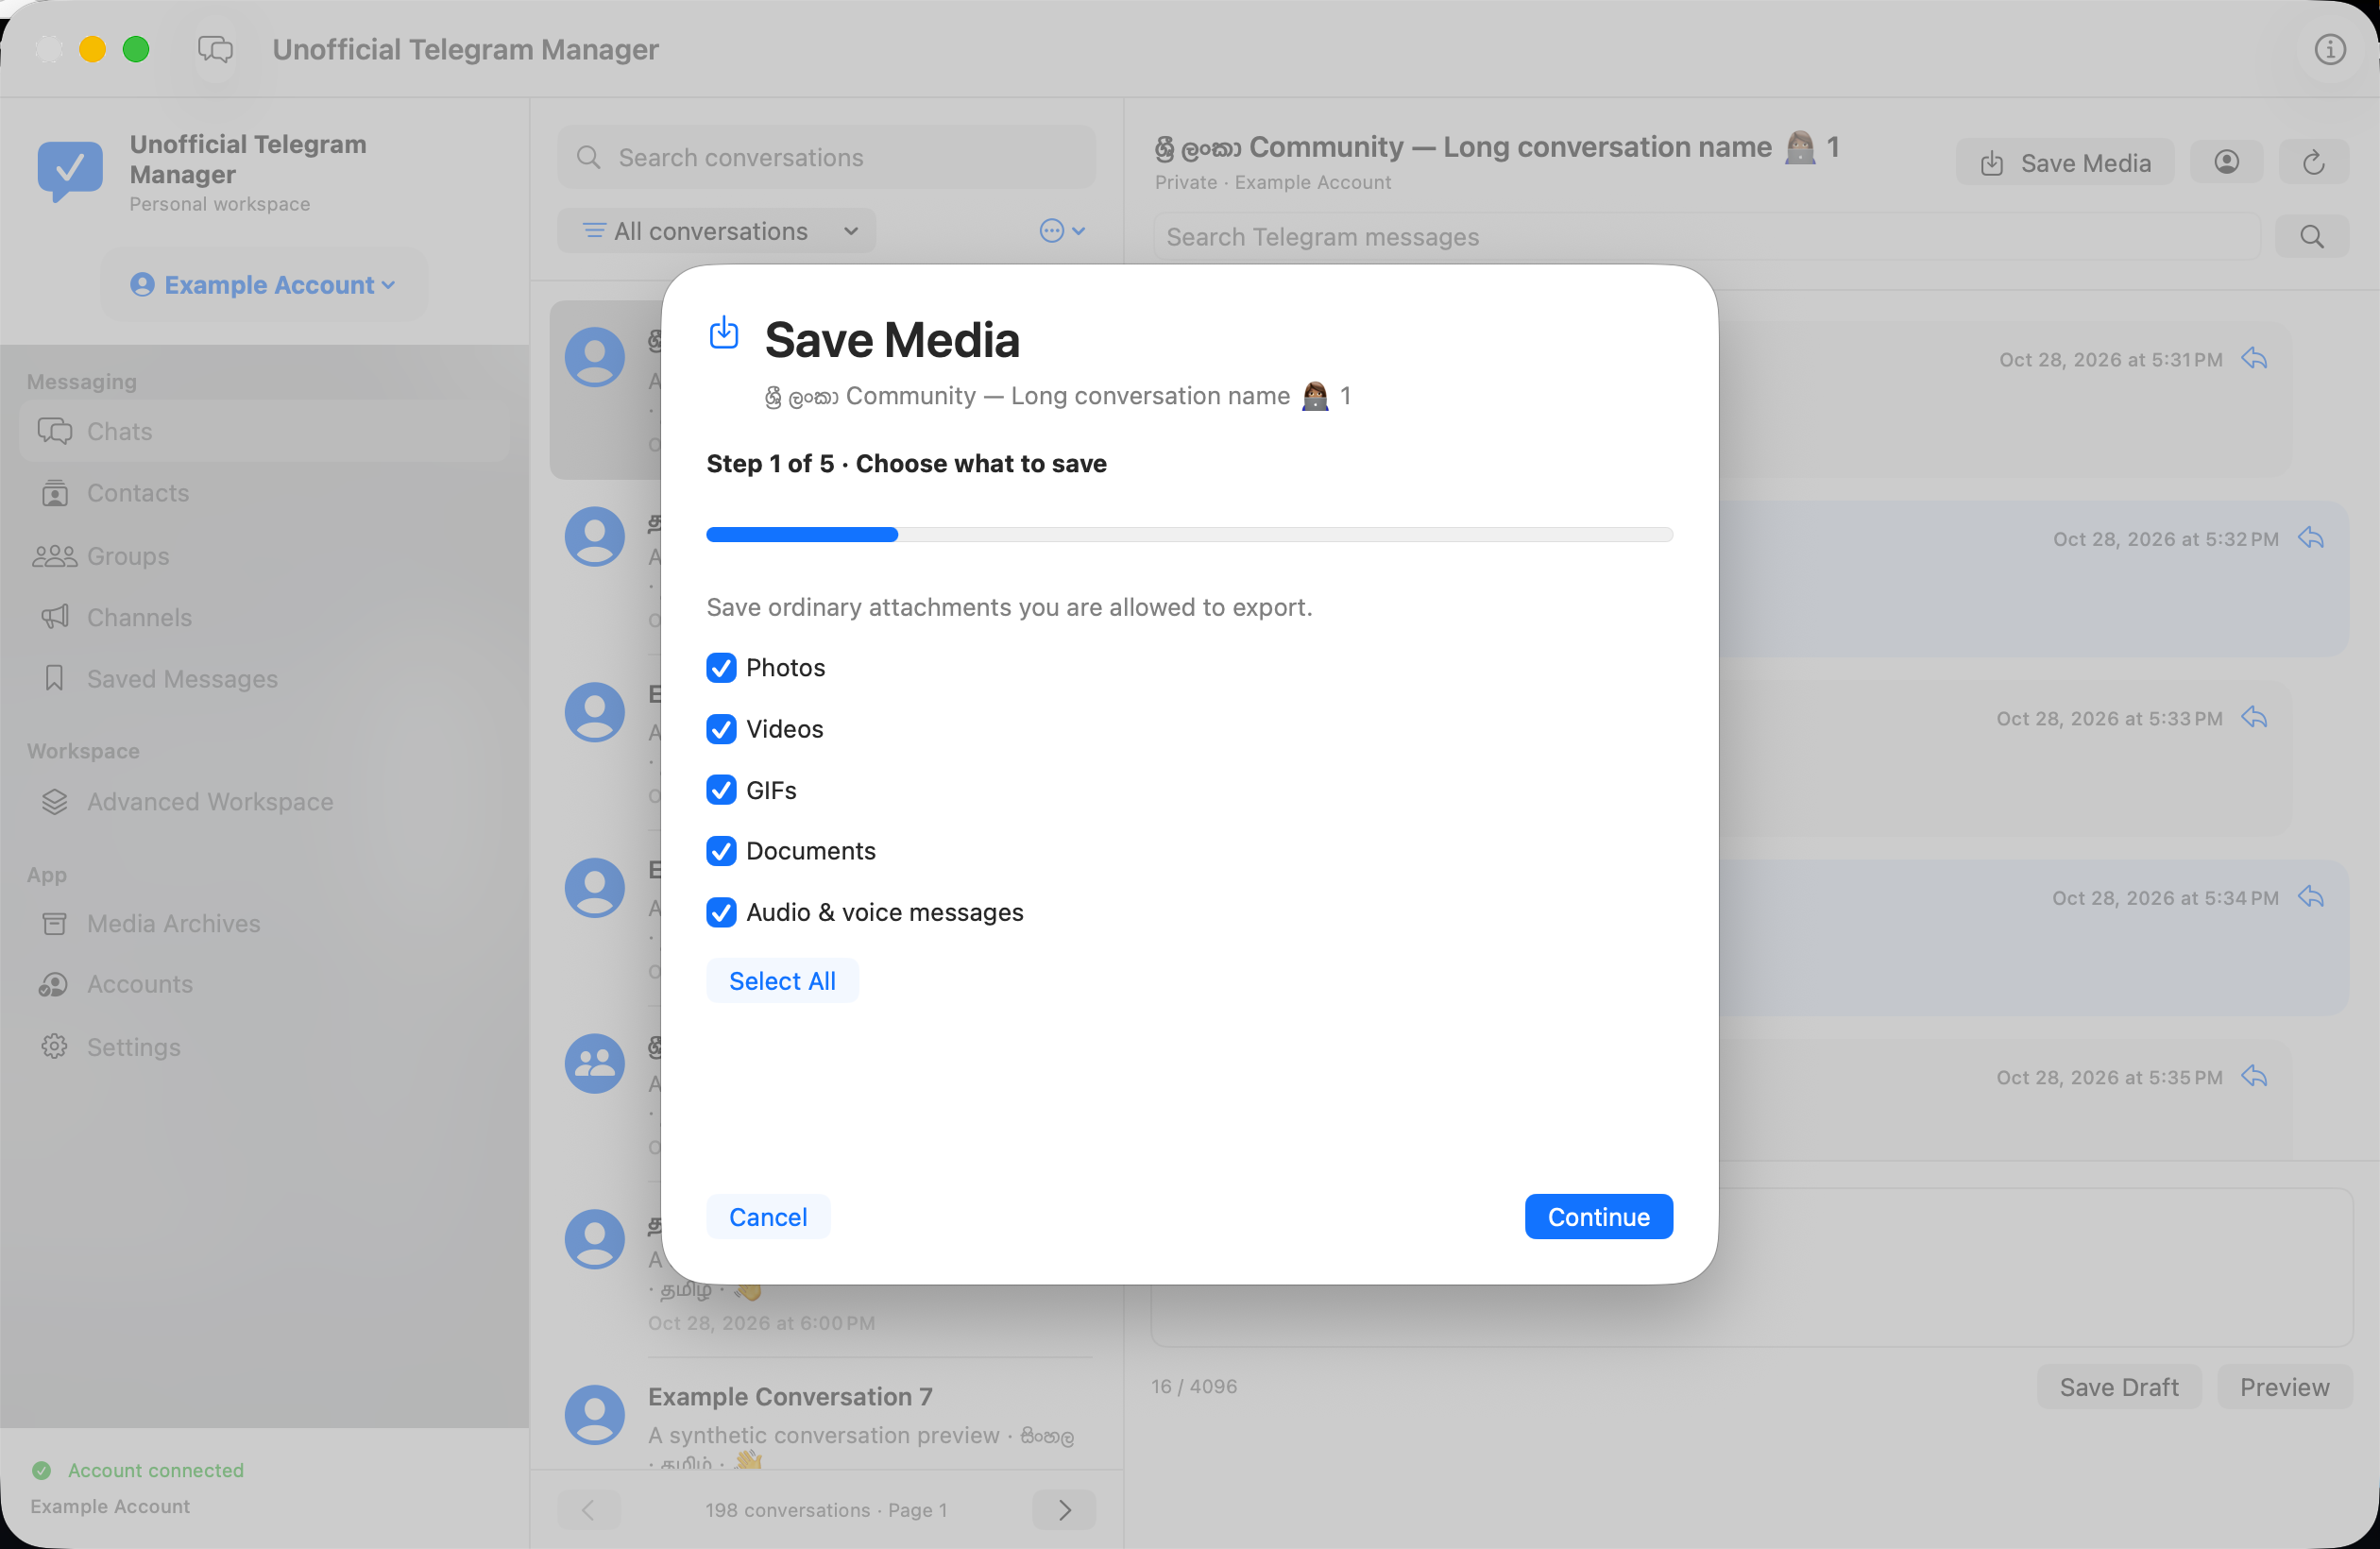 Unofficial Telegram Manager
Unofficial Telegram
Manager
Personal workspace
Example Account
Messaging
Chats
Contacts
Groups
Channels
Saved Messages
Workspace
Advanced Workspace
App
Media Archives
Accounts
Settings
Account connected
Example Account
Search conversations
All conversations
· தமிழ் · 👋
Oct 28, 2026 at 6:00 PM
Example Conversation 7
A synthetic conversation preview · සිංහල
· தமிழ் · 👋
198 conversations · Page 1
ශ්‍රී ලංකා Community — Long conversation name 👩🏽‍💻 1
Private · Example Account
Save Media
Search Telegram messages
Oct 28, 2026 at 5:31 PM
Oct 28, 2026 at 5:32 PM
Oct 28, 2026 at 5:33 PM
Oct 28, 2026 at 5:34 PM
Oct 28, 2026 at 5:35 PM
16 / 4096
Save Draft
Preview
Save Media
ශ්‍රී ලංකා Community — Long conversation name 👩🏽‍💻 1
Step 1 of 5 · Choose what to save
Save ordinary attachments you are allowed to export.
Photos
Videos
GIFs
Documents
Audio & voice messages
Select All
Cancel
Continue